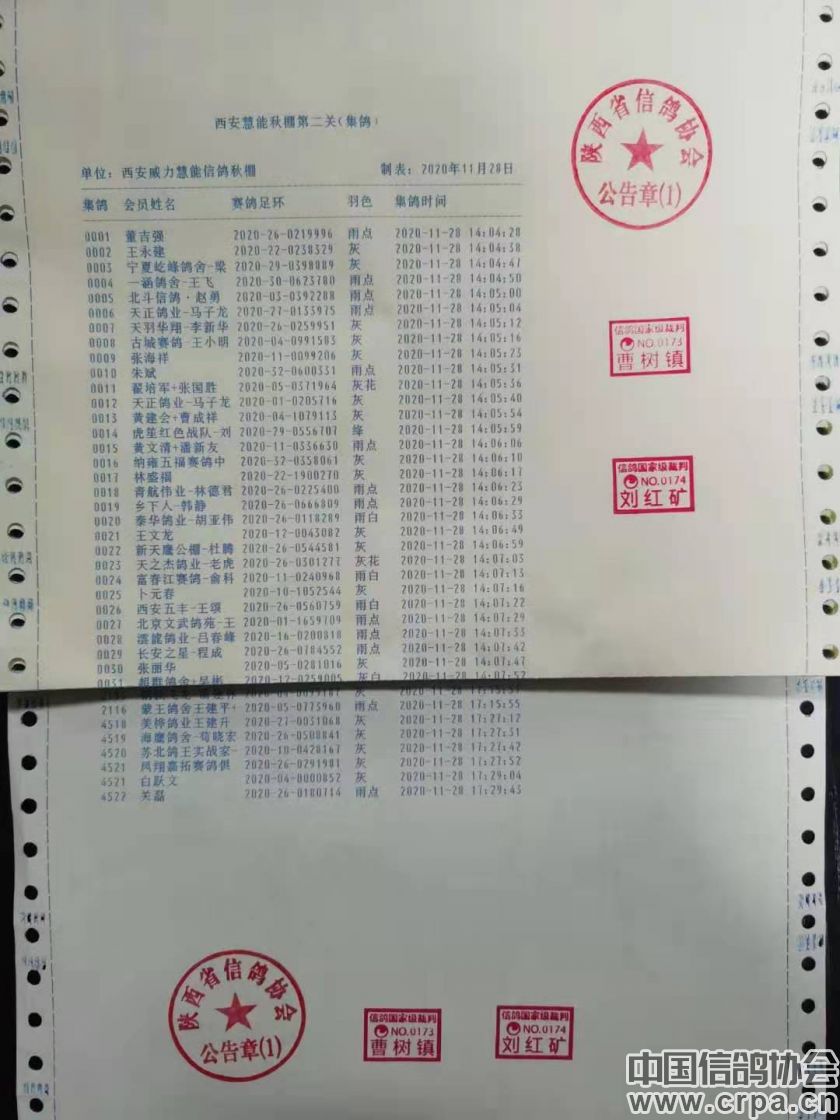 西安慧能秋棚第二关(集鸽)
单位: 西安威力慧能信鸽秋棚 制表: 2020年11月28日
集鸽 会员姓名 赛鸽足环 羽色 集鸽时间
0001 董吉强 2020-26-0219996 雨点 2020-11-28 14:04:28
0002 王永建 2020-22-0238329 灰 2020-11-28 14:04:38
0003 宁夏屹峰鸽舍-梁 2020-29-0398089 灰 2020-11-28 14:04:47
0004 一涵鸽舍-王飞 2020-30-0623780 雨点 2020-11-28 14:04:50
0005 北斗信鸽·赵勇 2020-03-0392288 雨点 2020-11-28 14:05:00
0006 天正鸽业-马子龙 2020-27-0133975 雨点 2020-11-28 14:05:04
0007 天羽华翔-李新华 2020-26-0259951 灰 2020-11-28 14:05:12
0008 古城赛鸽-王小明 2020-04-0991503 灰 2020-11-28 14:05:16
0009 张海祥 2020-11-0099206 灰 2020-11-28 14:05:23
0010 朱斌 2020-32-0600331 雨点 2020-11-28 14:05:31
0011 翟培军+张国胜 2020-05-0371964 灰花 2020-11-28 14:05:36
0012 天正鸽业-马子龙 2020-01-0205716 灰 2020-11-28 14:05:40
0013 黄建会+曹成祥 2020-04-1079113 灰 2020-11-28 14:05:54
0014 虎笙红色战队-刘 2020-29-0556707 绛 2020-11-28 14:05:59
0015 黄文清+潘新友 2020-11-0336630 雨点 2020-11-28 14:06:06
0016 纳雍五福赛鸽中 2020-32-0358061 灰 2020-11-28 14:06:10
0017 林盛福 2020-22-1900270 灰 2020-11-28 14:06:17
0018 青航伟业-林德君 2020-26-0225400 雨点 2020-11-28 14:06:23
0019 乡下人-韩静 2020-26-0666809 雨点 2020-11-28 14:06:29
0020 泰华鸽业-胡亚伟 2020-26-0118289 雨白 2020-11-28 14:06:33
0021 王文龙 2020-12-0043082 灰 2020-11-28 14:06:49
0022 新天鹰公棚-杜腾 2020-26-0544581 灰 2020-11-28 14:06:59
0023 天之杰鸽业-老虎 2020-26-0301277 灰花 2020-11-28 14:07:03
0024 富春江赛鸽-俞科 2020-11-0240968 雨白 2020-11-28 14:07:13
0025 卜元春 2020-10-1052544 灰 2020-11-28 14:07:16
0026 西安五丰-王颂 2020-26-0560759 雨白 2020-11-28 14:07:22
0027 北京文武鸽苑-王 2020-01-1659709 雨点 2020-11-28 14:07:29
0028 鸽业-吕春峰 2020-16-0200818 雨点 2020-11-28 14:07:33
0029 长安之星-程成 2020-26-0784552 雨点 2020-11-28 14:07:42
0030 张丽华 2020-05-0281016 灰 2020-11-28 14:07:47
0031 超群鸽舍+吴彬 2020-12-0259005 灰白 2020-11-28 14:07:52
2116 蒙王鸽舍王建平+ 2020-05-0773960 雨点 2020-11-28 17:15:55
4518 美桦鸽业王建升 2020-27-0031068 灰 2020-11-28 17:27:12
4519 海鹰鸽舍-荀晓宏 2020-26-0508841 灰 2020-11-28 17:27:31
4520 苏北鸽王实战家- 2020-10-0428167 灰 2020-11-28 17:27:42
4521 凤翔嘉拓赛鸽俱 2020-26-0291981 灰 2020-11-28 17:27:52
4521 白跃文 2020-04-0000852 灰 2020-11-28 17:29:04
4522 关磊 2020-26-0180714 雨点 2020-11-28 17:29:43
陕西省信鸽协会
公告章(1)
信鸽国家级裁判
NO.0173
曹树镇
信鸽国家级裁判
NO.0174
刘红矿
陕西省信鸽协会
公告章(1)
信鸽国家级裁判
NO.0173
曹树镇
信鸽国家级裁判
NO.0174
刘红矿
中国信鸽协会
www.crpa.cn